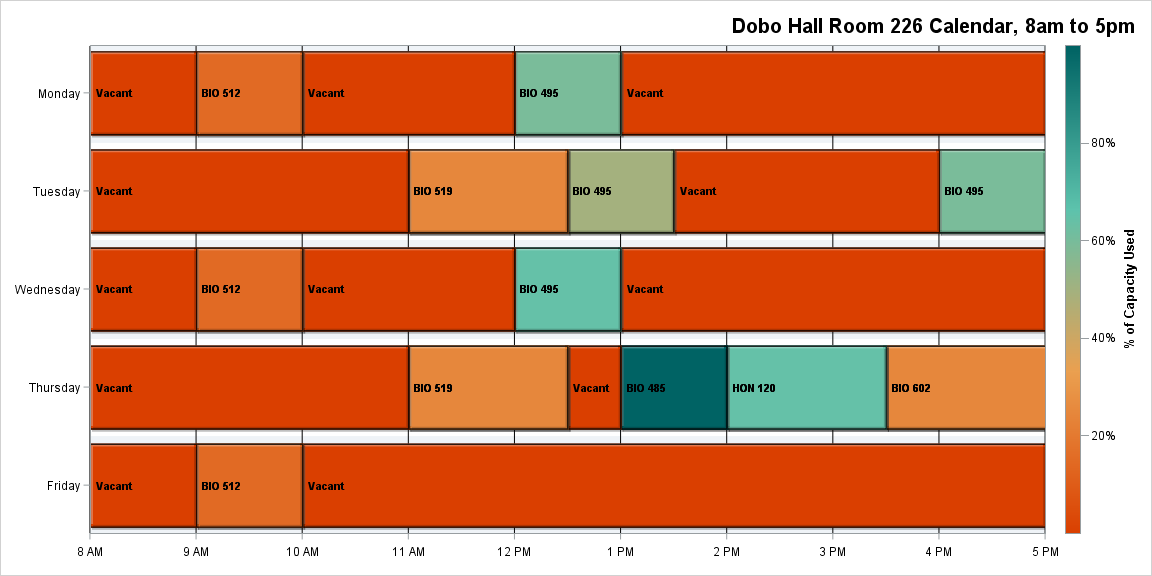 Dobo Hall Room 226 Calendar, 8am to 5pm
Monday Vacant BIO 512 Vacant BIO 495 Vacant
80%
Tuesday Vacant BIO 519 BIO 495 Vacant BIO 495
60%
% of Capacity Used
Wednesday Vacant BIO 512 Vacant BIO 495 Vacant
40%
Thursday Vacant BIO 519 Vacant BIO 485 HON 120 BIO 602
20%
Friday Vacant BIO 512 Vacant
8 AM 9 AM 10 AM 11 AM 12 PM 1 PM 2 PM 3 PM 4 PM 5 PM